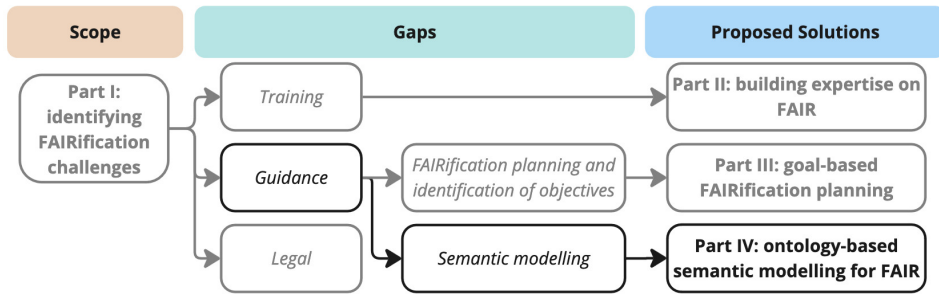 Scope
Gaps
Proposed Solutions
Part I:
identifying
FAIRification
challenges
Training
Part II: building expertise on
FAIR
Guidance
FAIRification planning and
identification of objectives
Part III: goal-based
FAIRification planning
Legal
Semantic modelling
Part IV: ontology-based
semantic modelling for FAIR